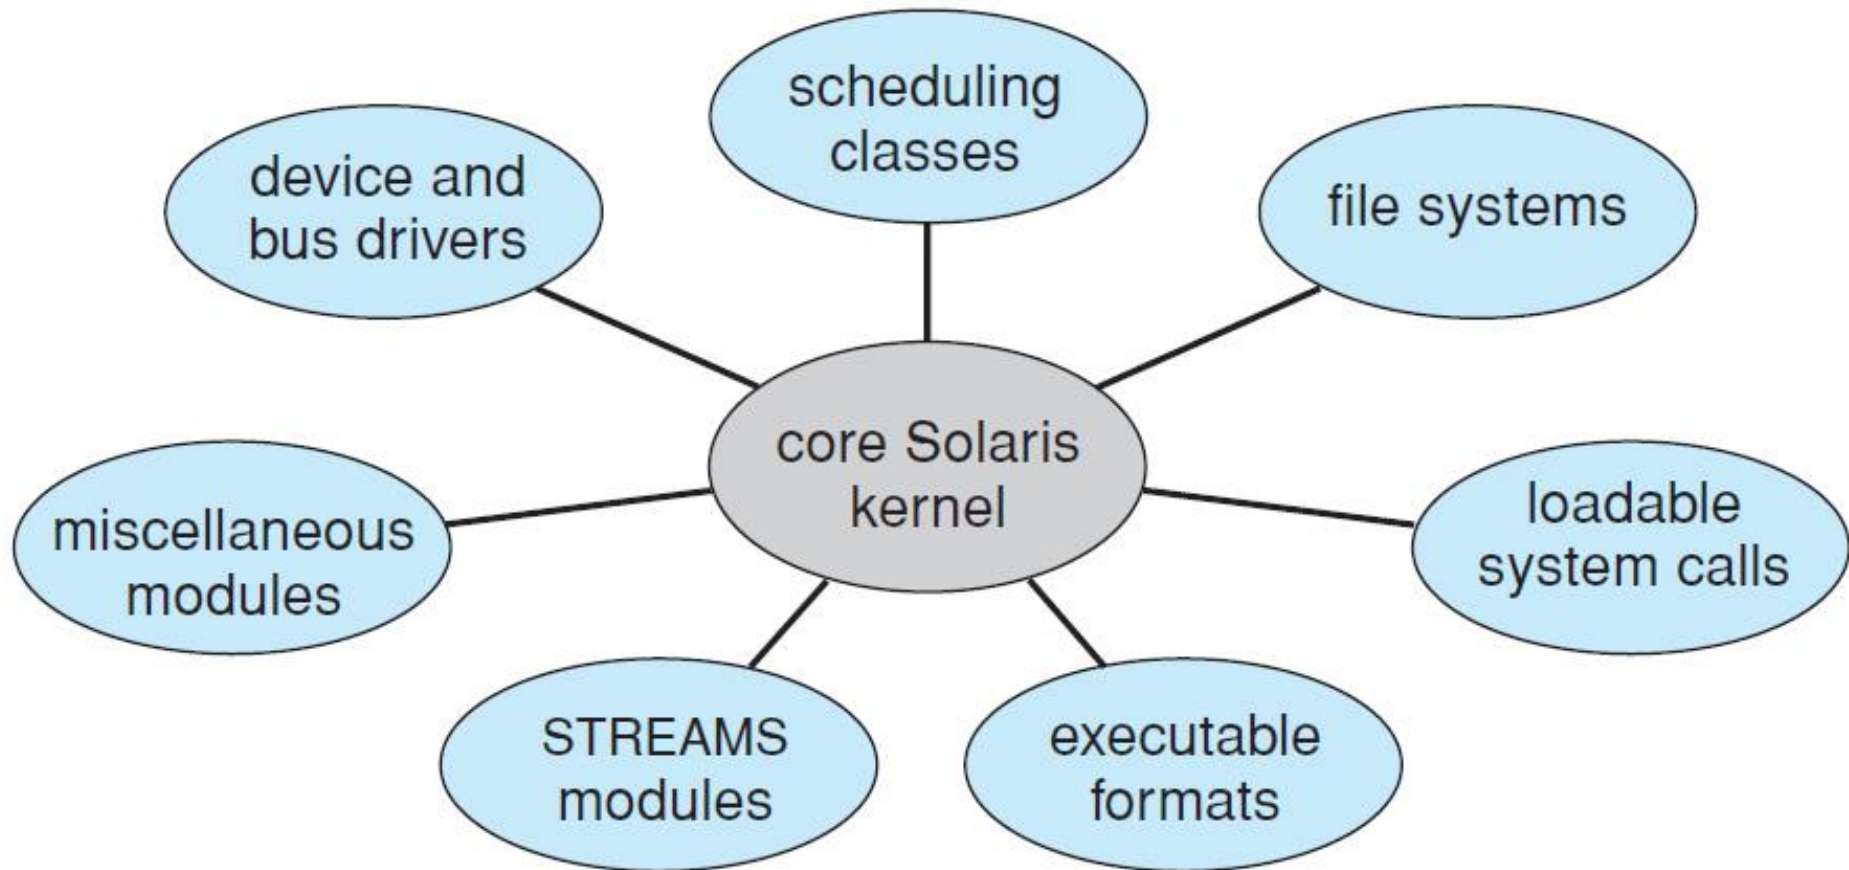 scheduling
classes
device and
bus drivers
file systems
core Solaris
kernel
miscellaneous
modules
loadable
system calls
STREAMS
modules
executable
formats